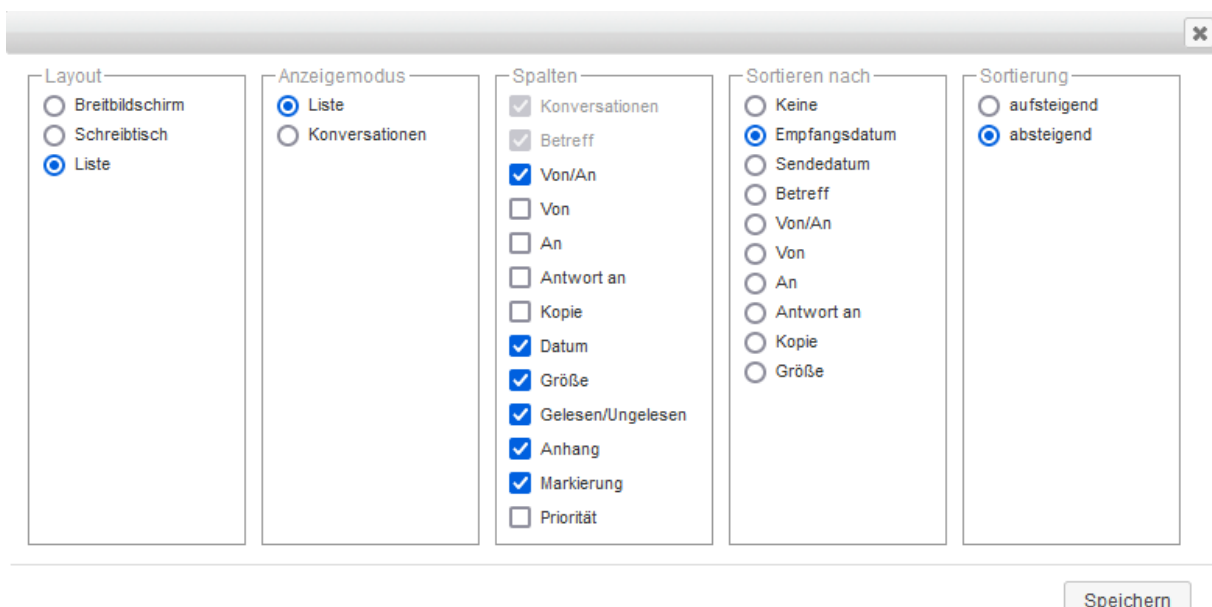 Layout
Breitbildschirm
Schreibtisch
Liste
Anzeigemodus
Liste
Konversationen
Spalten
Konversationen
Betreff
Von/An
Von
An
Antwort an
Kopie
Datum
Größe
Gelesen/Ungelesen
Anhang
Markierung
Priorität
Sortieren nach
Keine
Empfangsdatum
Sendedatum
Betreff
Von/An
Von
An
Antwort an
Kopie
Größe
Sortierung
aufsteigend
absteigend
Speichern